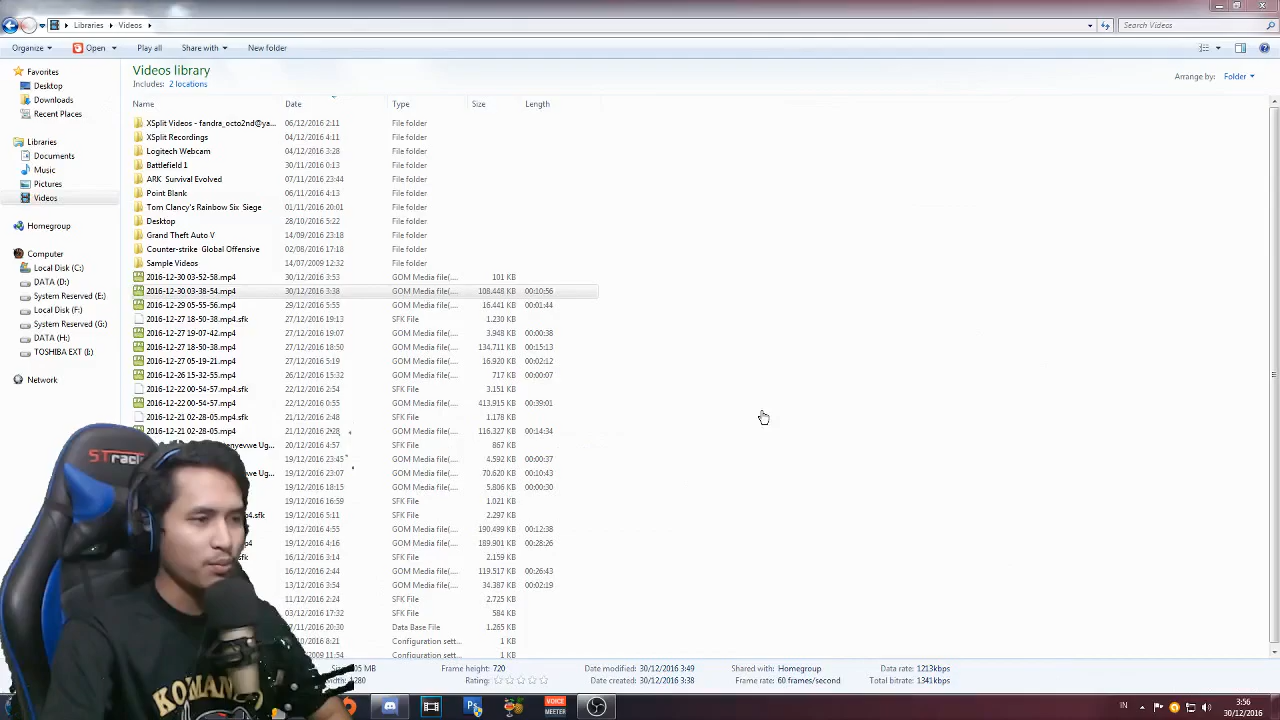 Libraries ▸ Videos ▸
Search Videos
Organize
Open
Play all
Share with
New folder
Videos library
Includes: 2 locations
Arrange by: Folder
Favorites
Desktop
Downloads
Recent Places
Libraries
Documents
Music
Pictures
Videos
Homegroup
Computer
Local Disk (C:)
DATA (D:)
System Reserved (E:)
Local Disk (F:)
System Reserved (G:)
DATA (H:)
TOSHIBA EXT (I:)
Network
Name Date Type Size Length
XSplit Videos - fandra_octo2nd@ya... 06/12/2016 2:11 File folder
XSplit Recordings 04/12/2016 4:11 File folder
Logitech Webcam 04/12/2016 3:28 File folder
Battlefield 1 30/11/2016 0:13 File folder
ARK Survival Evolved 07/11/2016 23:44 File folder
Point Blank 06/11/2016 4:13 File folder
Tom Clancy's Rainbow Six Siege 01/11/2016 20:01 File folder
Desktop 28/10/2016 5:22 File folder
Grand Theft Auto V 14/09/2016 23:18 File folder
Counter-strike Global Offensive 02/08/2016 17:18 File folder
Sample Videos 14/07/2009 12:32 File folder
2016-12-30 03-52-58.mp4 30/12/2016 3:53 GOM Media file(.... 101 KB
2016-12-30 03-38-54.mp4 30/12/2016 3:38 GOM Media file(.... 108.448 KB 00:10:56
2016-12-29 05-55-56.mp4 29/12/2016 5:55 GOM Media file(.... 16.441 KB 00:01:44
2016-12-27 18-50-38.mp4.sfk 27/12/2016 19:13 SFK File 1.230 KB
2016-12-27 19-07-42.mp4 27/12/2016 19:07 GOM Media file(.... 3.948 KB 00:00:38
2016-12-27 18-50-38.mp4 27/12/2016 18:50 GOM Media file(.... 134.711 KB 00:15:13
2016-12-27 05-19-21.mp4 27/12/2016 5:19 GOM Media file(.... 16.920 KB 00:02:12
2016-12-26 15-32-55.mp4 26/12/2016 15:32 GOM Media file(.... 717 KB 00:00:07
2016-12-22 00-54-57.mp4.sfk 22/12/2016 2:54 SFK File 3.151 KB
2016-12-22 00-54-57.mp4 22/12/2016 0:55 GOM Media file(.... 413.915 KB 00:39:01
2016-12-21 02-28-05.mp4.sfk 21/12/2016 2:48 SFK File 1.178 KB
2016-12-21 02-28-05.mp4 21/12/2016 2:28 GOM Media file(.... 116.327 KB 00:14:34
enyevwe Ug... 20/12/2016 4:57 SFK File 867 KB
19/12/2016 23:45 GOM Media file(.... 4.592 KB 00:00:37
we Ug... 19/12/2016 23:07 GOM Media file(.... 70.620 KB 00:10:43
19/12/2016 18:15 GOM Media file(.... 5.806 KB 00:00:30
19/12/2016 16:59 SFK File 1.021 KB
p4.sfk 19/12/2016 5:11 SFK File 2.297 KB
19/12/2016 4:55 GOM Media file(.... 190.499 KB 00:12:38
p4 19/12/2016 4:16 GOM Media file(.... 189.901 KB 00:28:26
.sfk 16/12/2016 3:14 SFK File 2.159 KB
16/12/2016 2:44 GOM Media file(.... 119.517 KB 00:26:43
13/12/2016 3:54 GOM Media file(.... 34.387 KB 00:02:19
11/12/2016 2:24 SFK File 2.725 KB
03/12/2016 17:32 SFK File 584 KB
/2016 20:30 Data Base File 1.265 KB
/2016 8:21 Configuration sett... 1 KB
/2009 11:54 Configuration sett... 1 KB
STrac
KOMAND
MB Frame height: 720 Date modified: 30/12/2016 3:49 Shared with: Homegroup Data rate: 1213kbps
width: 1280 Rating: Date created: 30/12/2016 3:38 Frame rate: 60 frames/second Total bitrate: 1341kbps
Ps
VOICE
MEETER
IN
3:56
30/12/2016